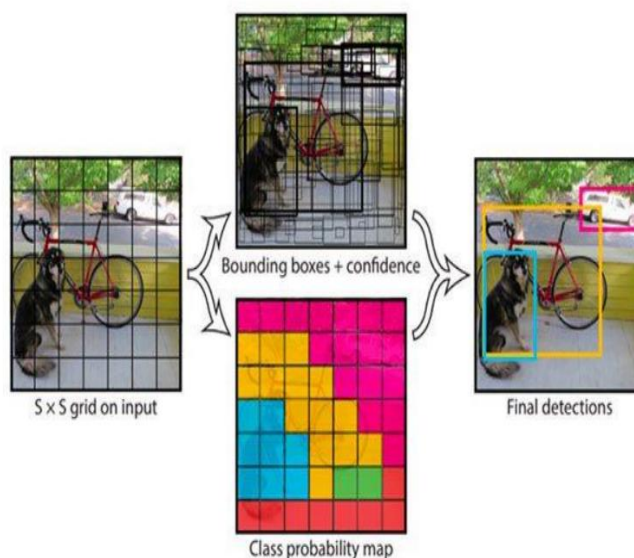 Bounding boxes + confidence
S × S grid on input
Final detections
Class probability map